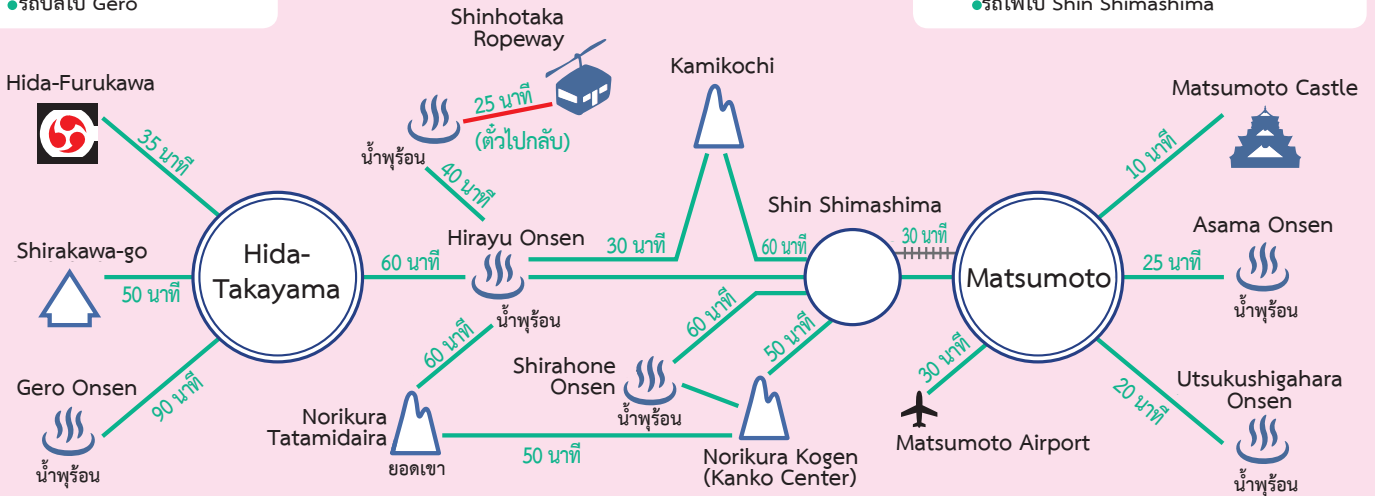 ●รถบัสไป Gero
●รถไฟไป Shin Shimashima
Shinhotaka
Ropeway
Hida-Furukawa
Kamikochi
Matsumoto Castle
25 นาที
(ตั๋วไปกลับ)
น้ำพุร้อน
35 นาที
40 นาที
10 นาที
Shin Shimashima
Asama Onsen
Shirakawa-go
Hida-
Takayama
Hirayu Onsen
60 นาที
30 นาที
60 นาที
30 นาที
Matsumoto
25 นาที
50 นาที
น้ำพุร้อน
น้ำพุร้อน
60 นาที
60 นาที
50 นาที
30 นาที
20 นาที
Shirahone
Onsen
น้ำพุร้อน
Utsukushigahara
Onsen
น้ำพุร้อน
Gero Onsen
90 นาที
น้ำพุร้อน
Norikura
Tatamidaira
ยอดเขา
50 นาที
Norikura Kogen
(Kanko Center)
Matsumoto Airport